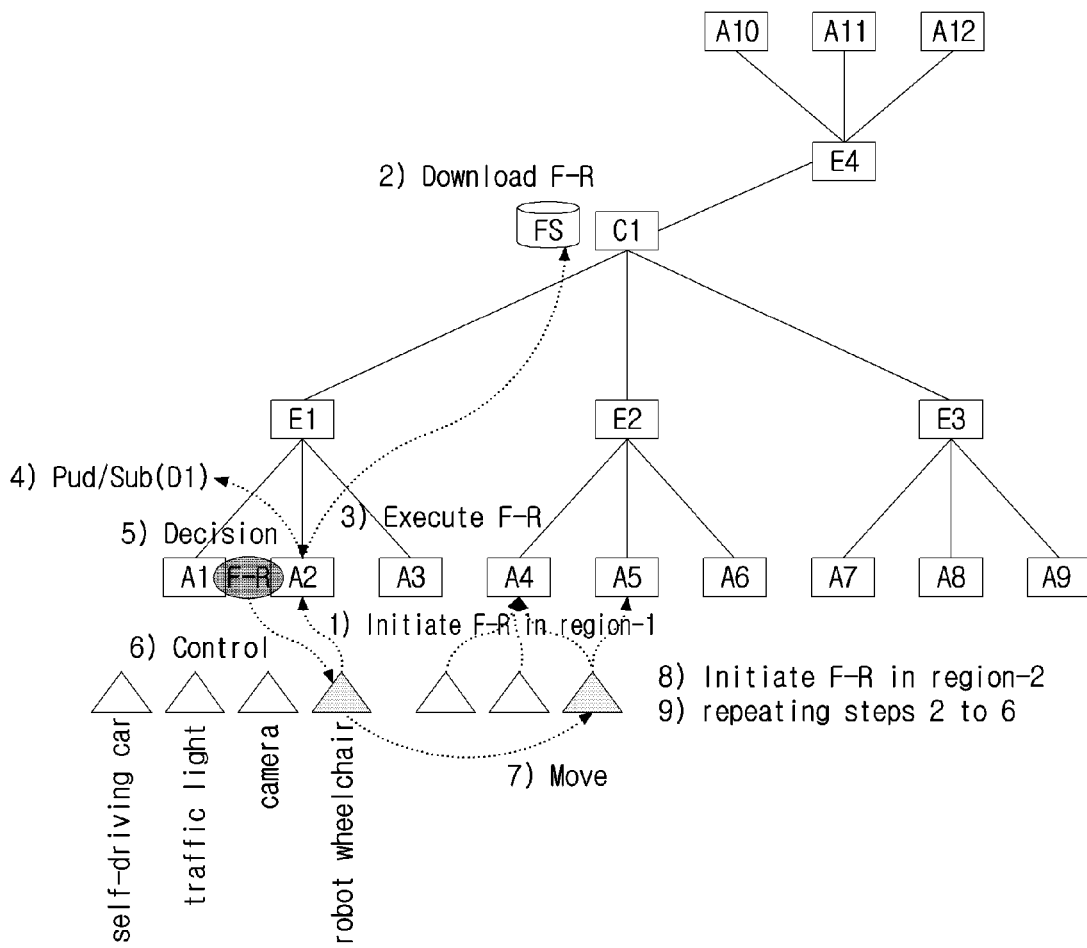 A10
A11
A12
E4
2) Download F-R
FS
C1
E1
E2
E3
4) Pud/Sub(D1)
3) Execute F-R
5) Decision
A1
F-R
A2
A3
A4
A5
A6
A7
A8
A9
1) Initiate F-R in region-1
6) Control
8) Initiate F-R in region-2
9) repeating steps 2 to 6
7) Move
self-driving car
traffic light
camera
robot wheelchair